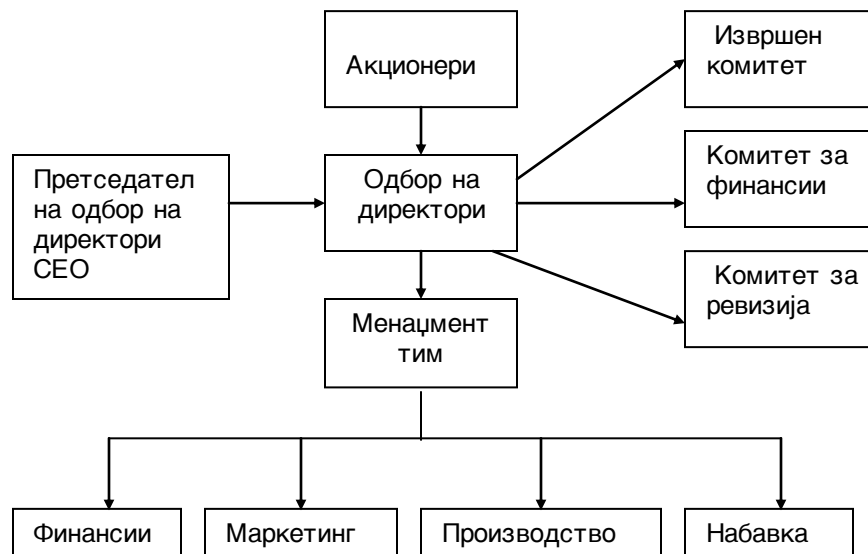 Акционери
Извршен
комитет
Претседател
на одбор на
директори
CEO
Одбор на
директори
Комитет за
финансии
Комитет за
ревизија
Менаџмент
тим
Финансии
Маркетинг
Производство
Набавка